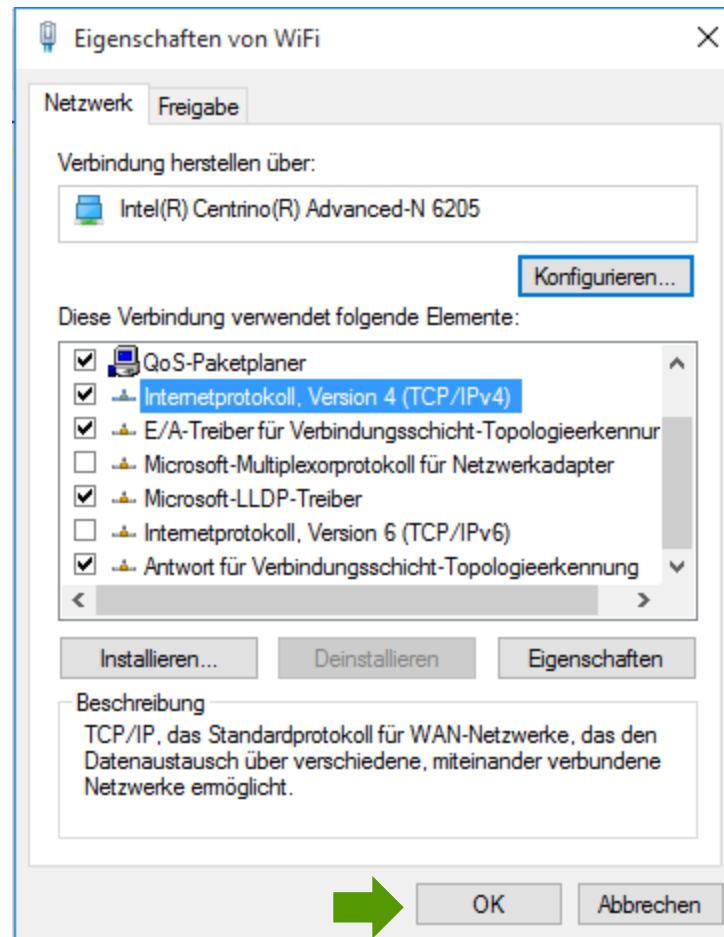 Eigenschaften von WiFi
Netzwerk
Freigabe
Verbindung herstellen über:
Intel(R) Centrino(R) Advanced-N 6205
Konfigurieren...
Diese Verbindung verwendet folgende Elemente:
QoS-Paketplaner
Internetprotokoll, Version 4 (TCP/IPv4)
E/A-Treiber für Verbindungsschicht-Topologieerkennur
Microsoft-Multiplexorprotokoll für Netzwerkadapter
Microsoft-LLDP-Treiber
Internetprotokoll, Version 6 (TCP/IPv6)
Antwort für Verbindungsschicht-Topologieerkennung
Installieren...
Deinstallieren
Eigenschaften
Beschreibung
TCP/IP, das Standardprotokoll für WAN-Netzwerke, das den
Datenaustausch über verschiedene, miteinander verbundene
Netzwerke ermöglicht.
OK
Abbrechen